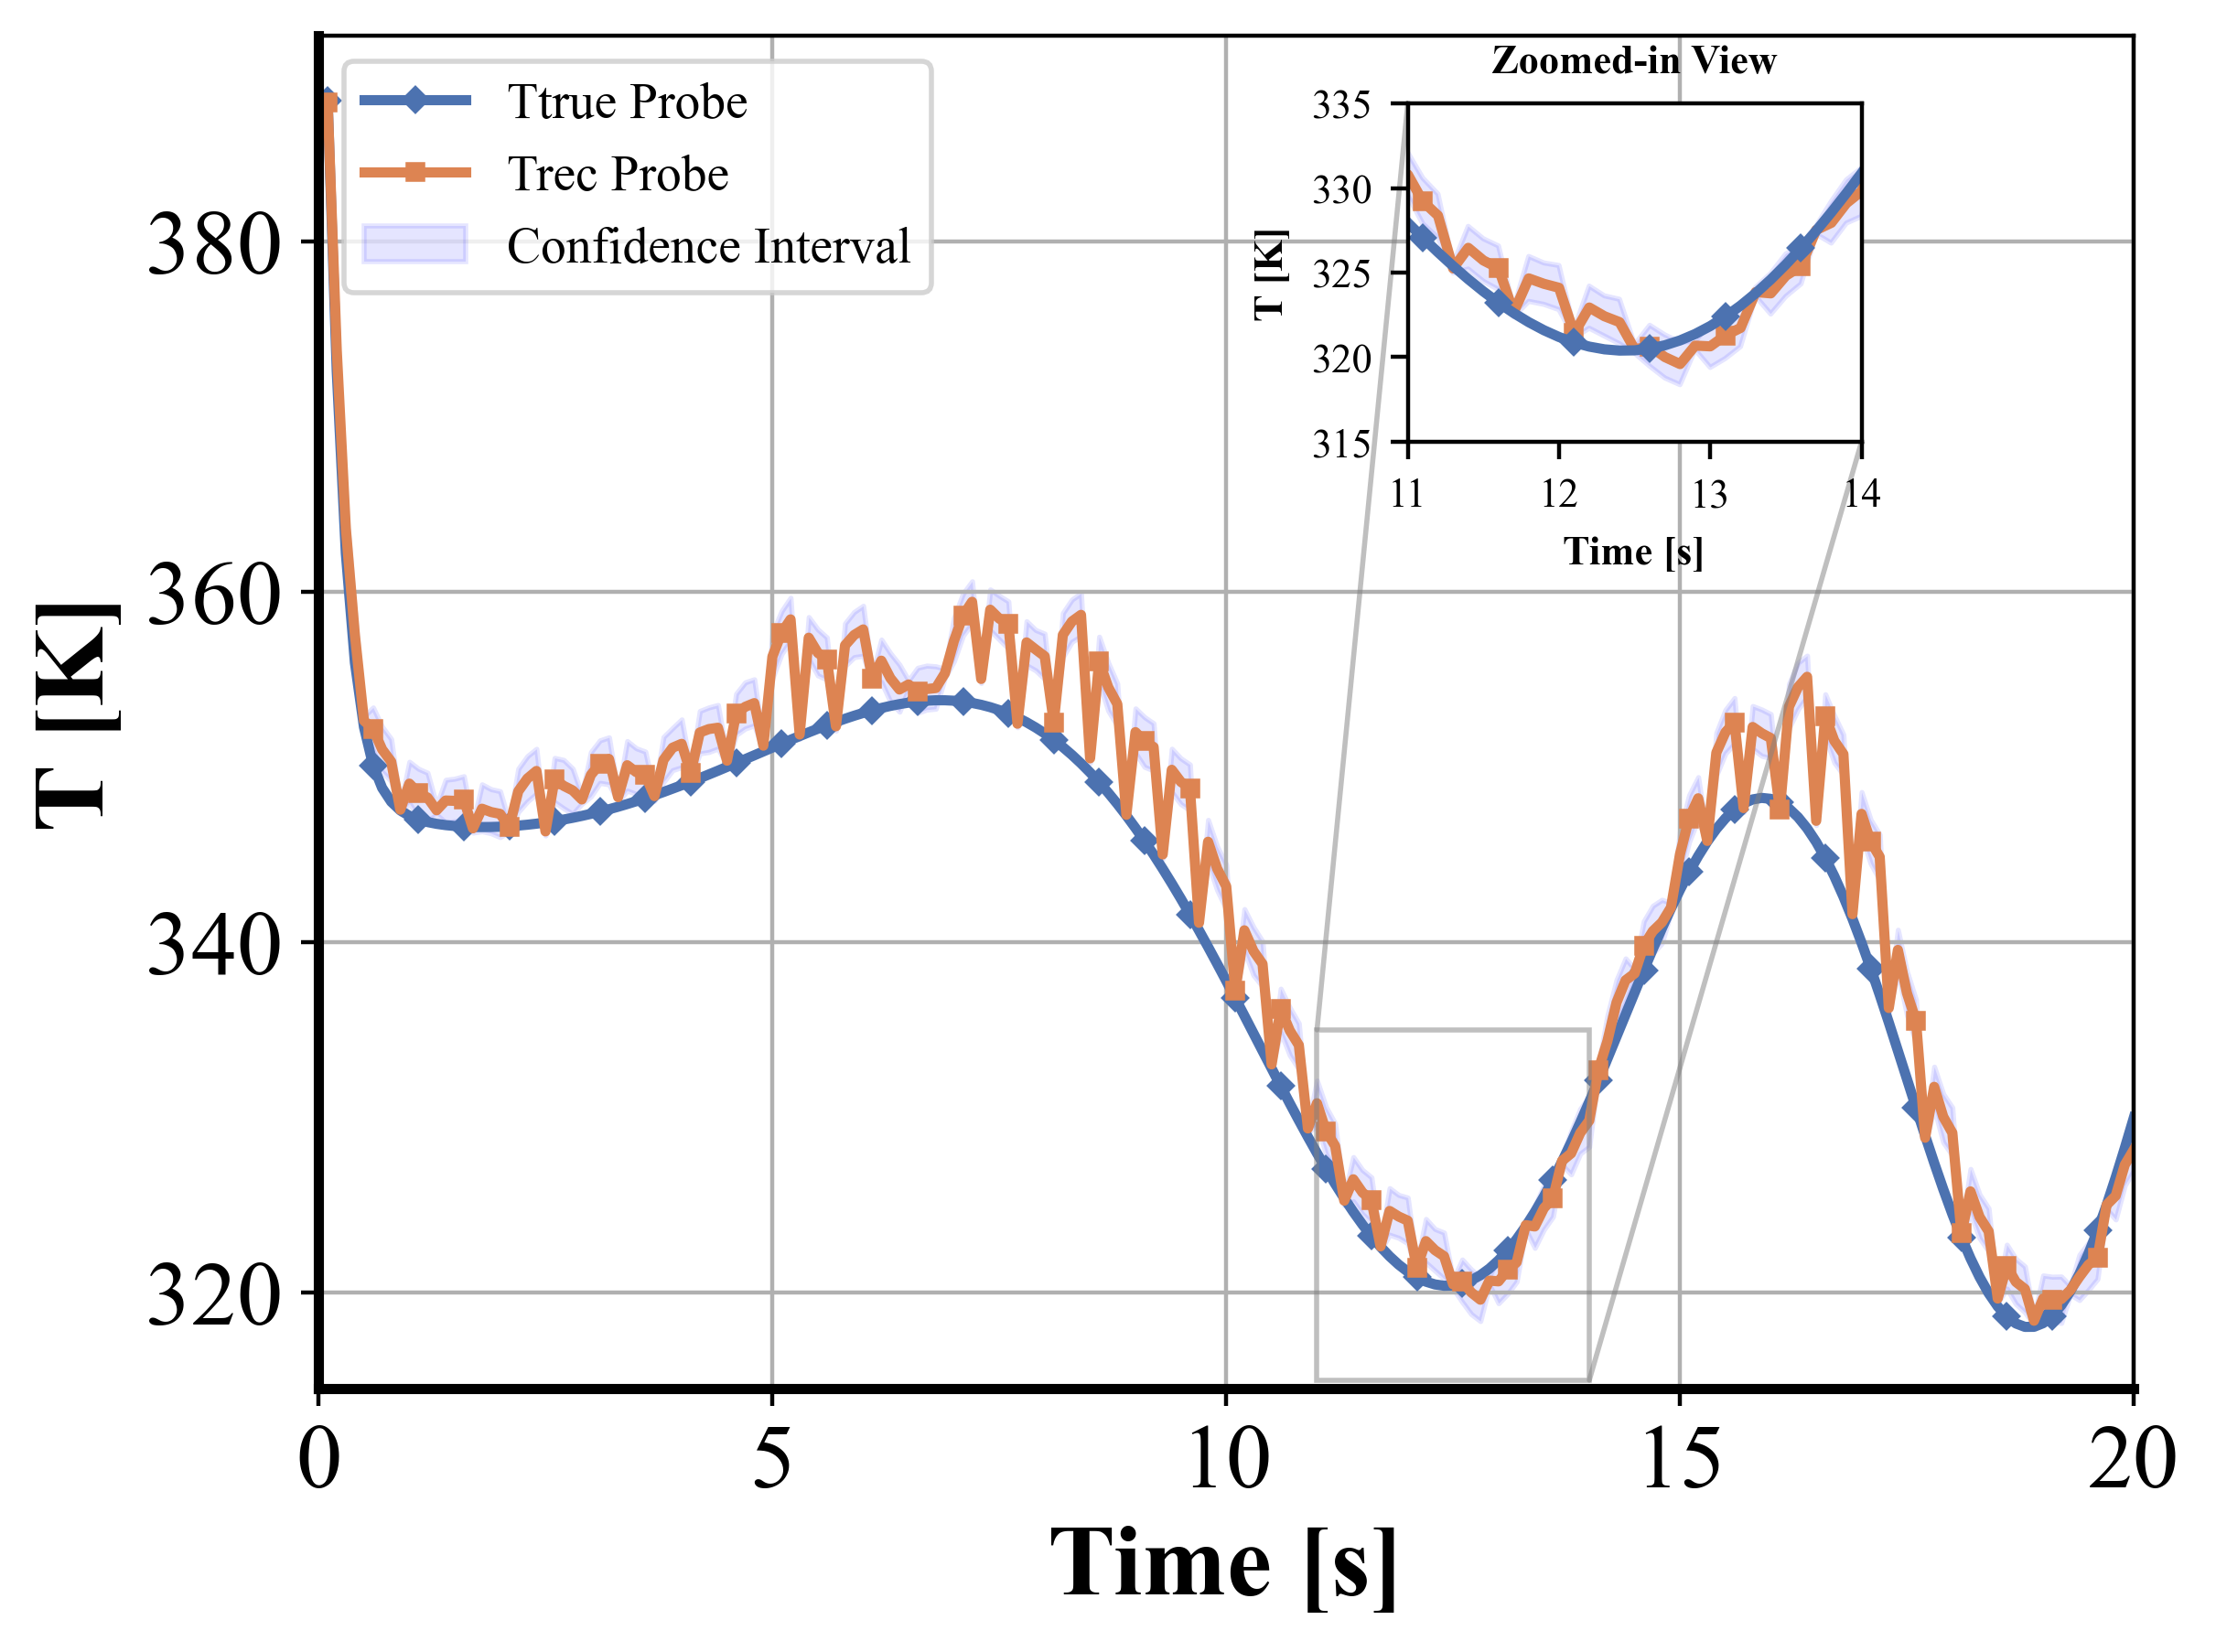 Ttrue Probe
Trec Probe
Confidence Interval
Zoomed-in View
335
330
325
320
315
T [K]
11 12 13 14
Time [s]
380
360
340
320
T [K]
0 5 10 15 20
Time [s]